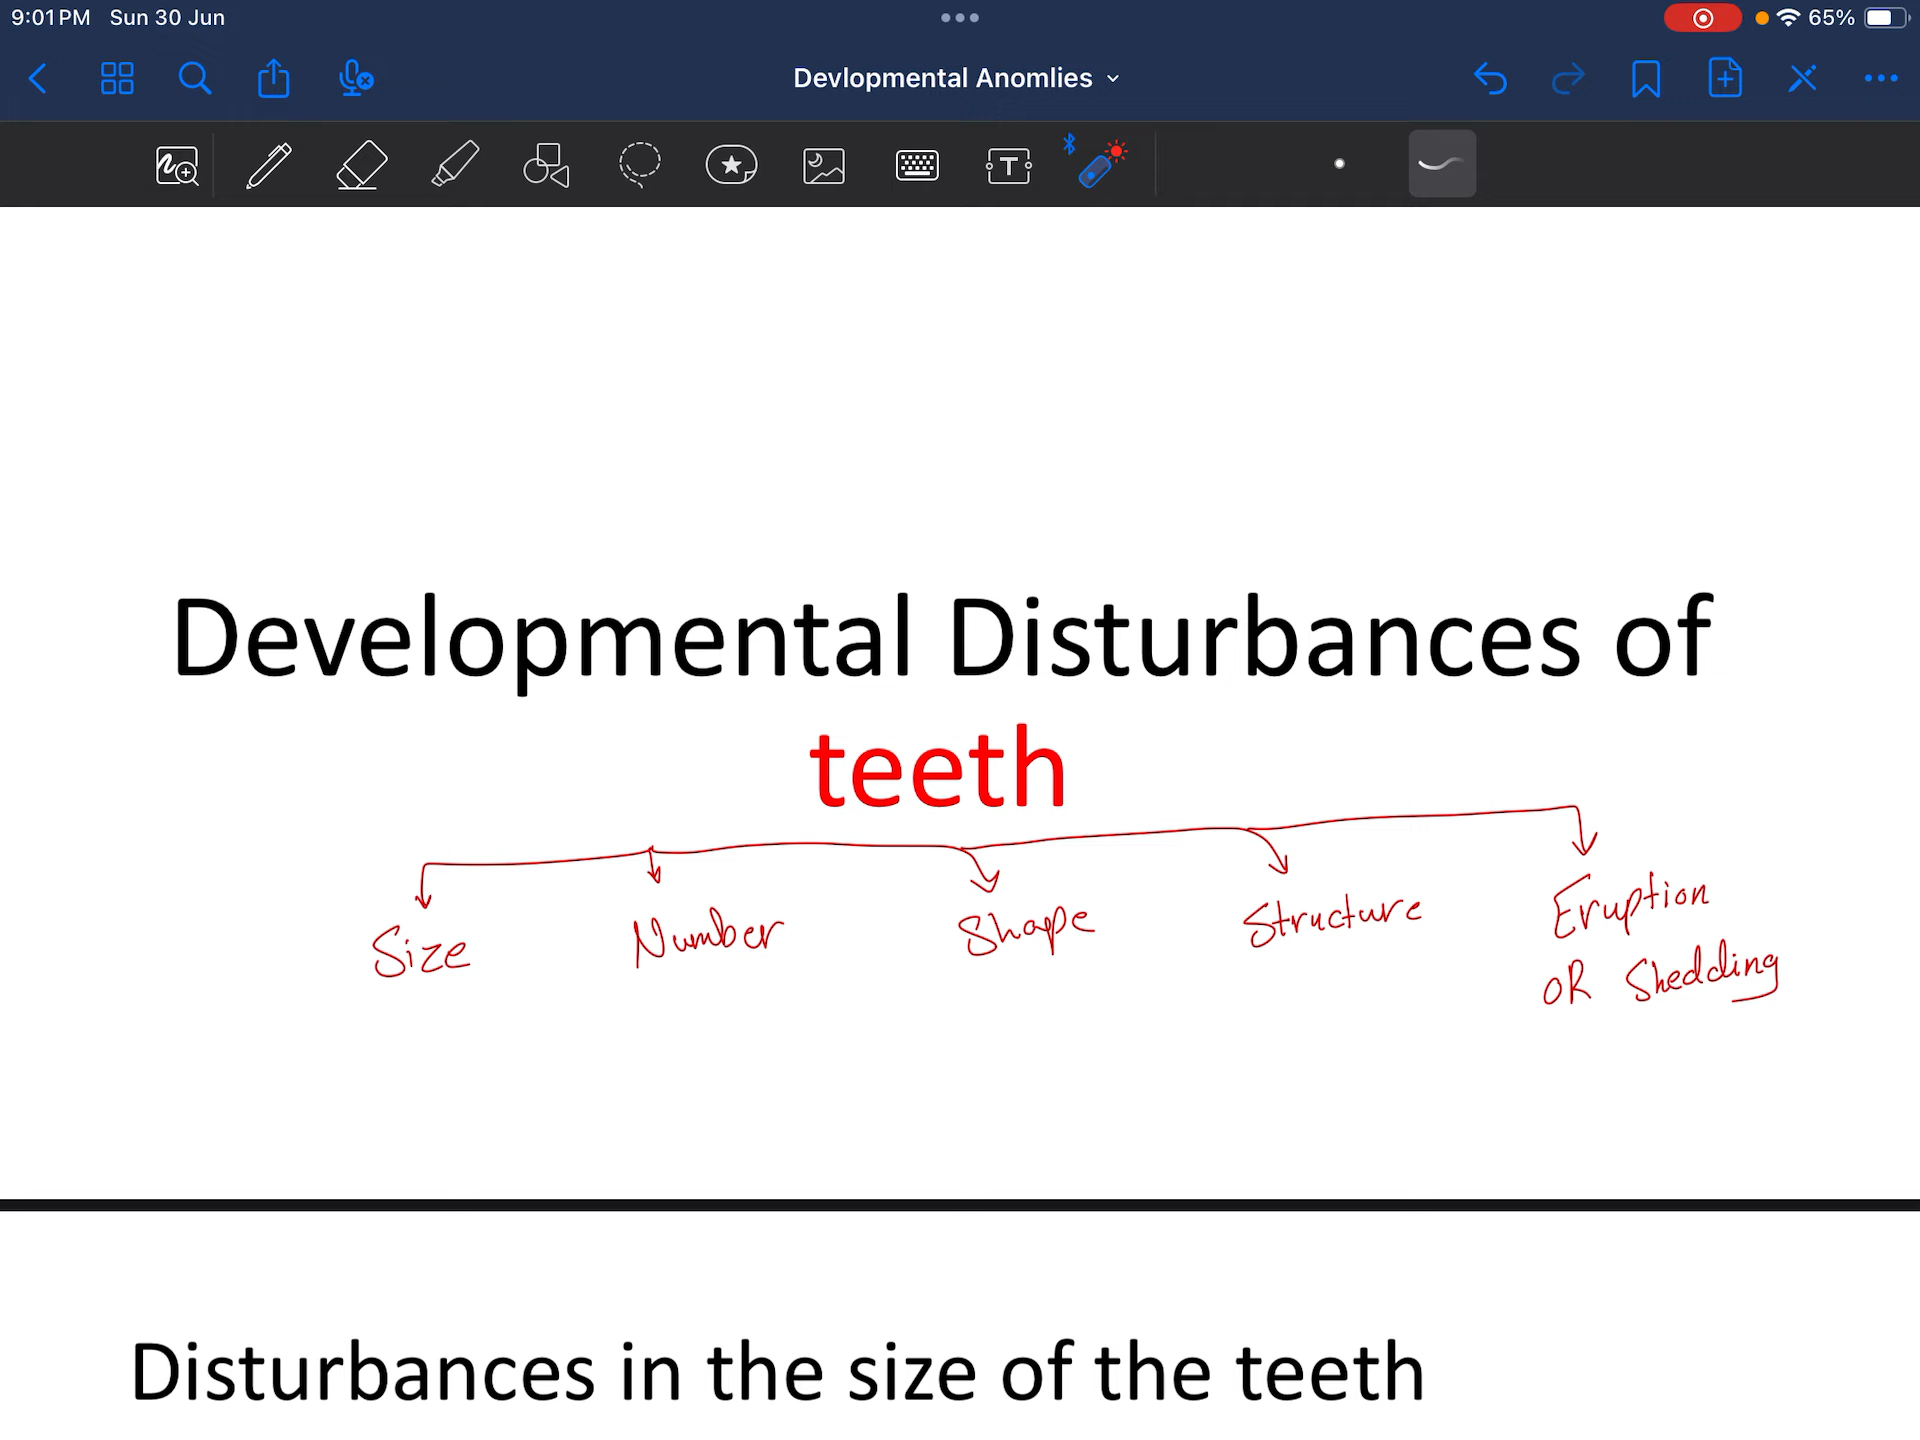 9:01 PM Sun 30 Jun
65%
Devlopmental Anomlies
T
Developmental Disturbances of
teeth
Size Number Shape Structure Eruption
OR Shedding
Disturbances in the size of the teeth